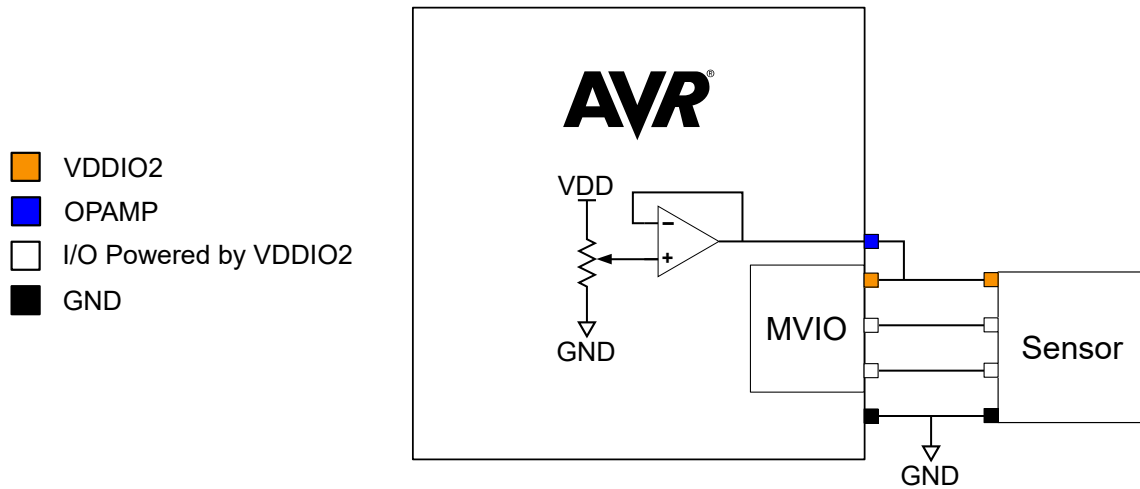 VDDIO2
OPAMP
I/O Powered by VDDIO2
GND
AVR®
VDD
GND
MVIO
Sensor
GND